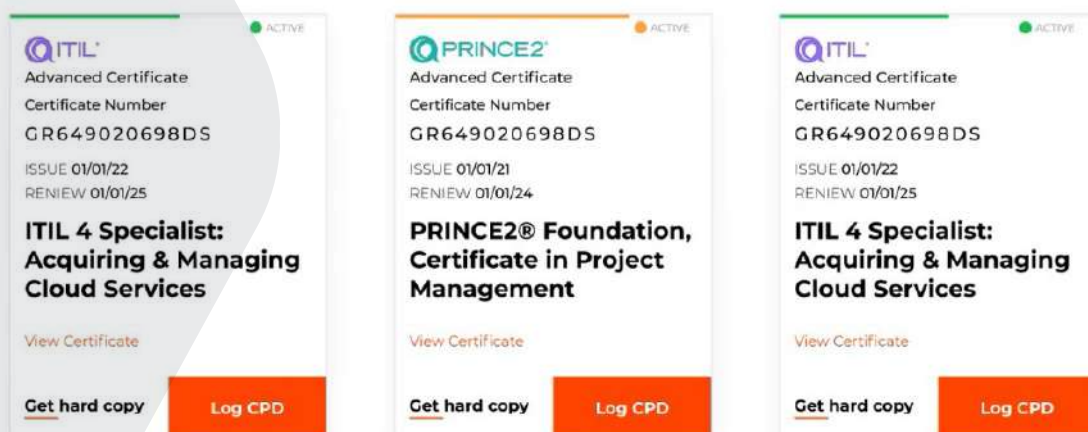 ACTIVE
ITIL®
Advanced Certificate
Certificate Number
GR649020698DS
ISSUE 01/01/22
RENIEW 01/01/25
ITIL 4 Specialist:
Acquiring & Managing
Cloud Services
View Certificate
Get hard copy
Log CPD
ACTIVE
PRINCE2®
Advanced Certificate
Certificate Number
GR649020698DS
ISSUE 01/01/21
RENIEW 01/01/24
PRINCE2® Foundation,
Certificate in Project
Management
View Certificate
Get hard copy
Log CPD
ACTIVE
ITIL®
Advanced Certificate
Certificate Number
GR649020698DS
ISSUE 01/01/22
RENIEW 01/01/25
ITIL 4 Specialist:
Acquiring & Managing
Cloud Services
View Certificate
Get hard copy
Log CPD